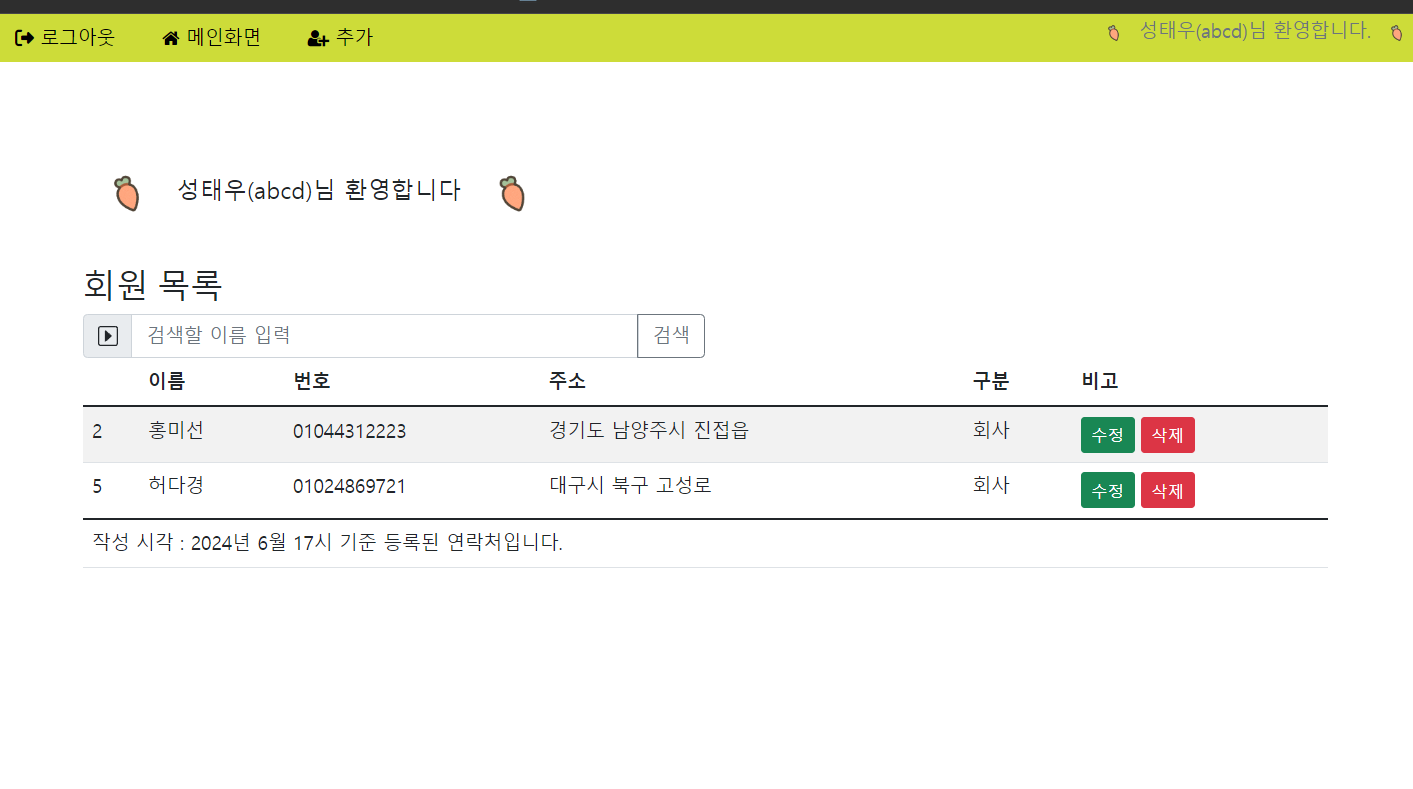 로그아웃 메인화면 추가 성태우(abcd)님 환영합니다.
성태우(abcd)님 환영합니다
회원 목록
검색할 이름 입력 검색
이름 번호 주소 구분 비고
2 홍미선 01044312223 경기도 남양주시 진접읍 회사 수정 삭제
5 허다경 01024869721 대구시 북구 고성로 회사 수정 삭제
작성 시각 : 2024년 6월 17시 기준 등록된 연락처입니다.